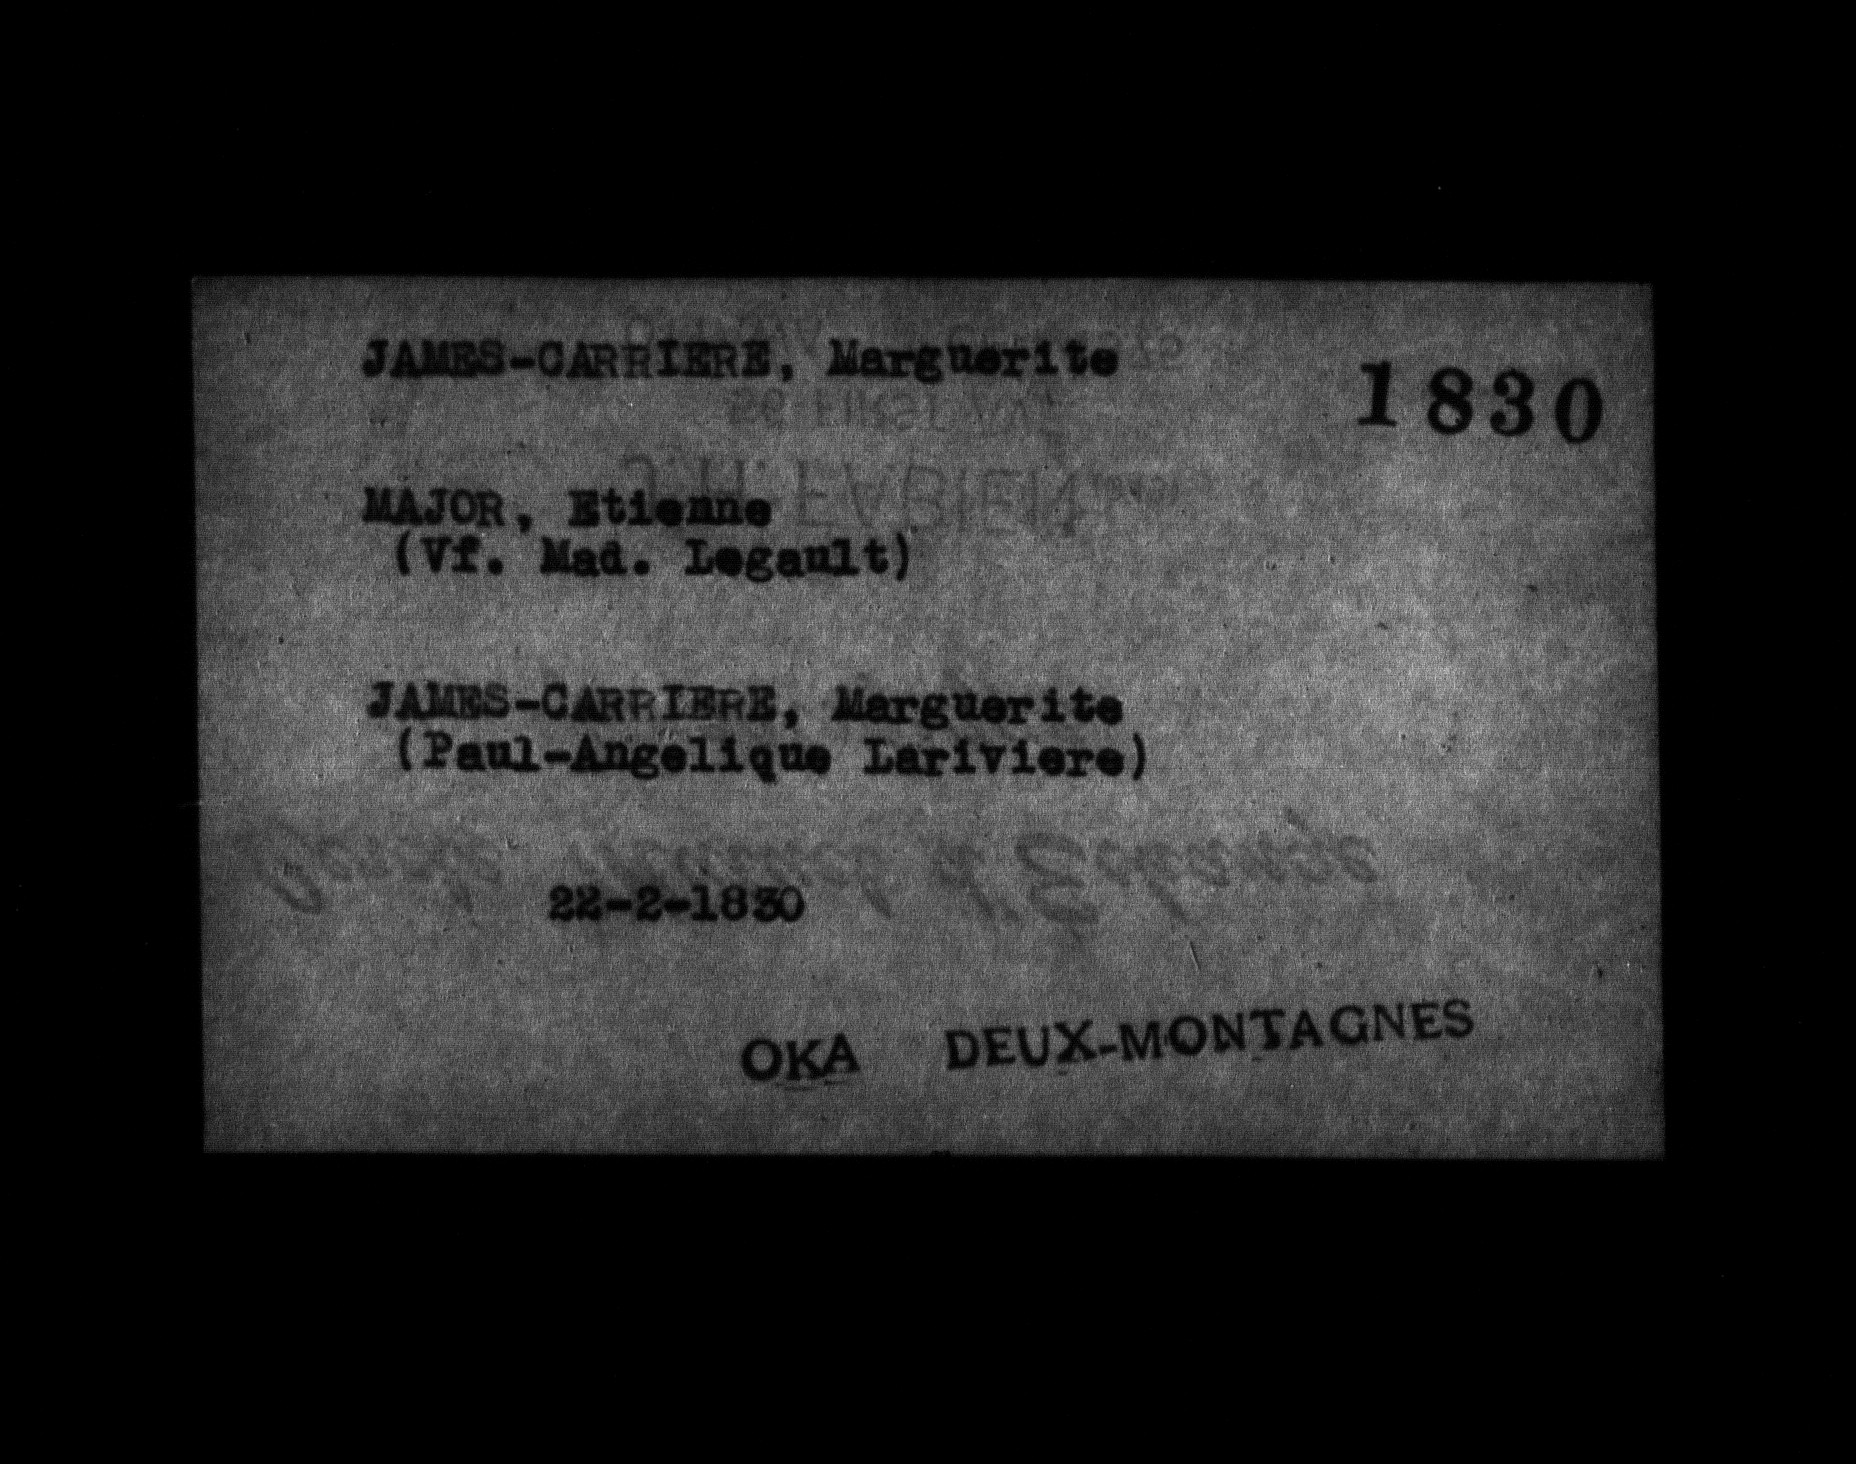 JAMES-CARRIERE, Marguerite
1830
MAJOR, Etienne
(Vf. Mad. Legault)
JAMES-CARRIERE, Marguerite
(Paul-Angelique Lariviere)
22-2-1830
OKA DEUX-MONTAGNES